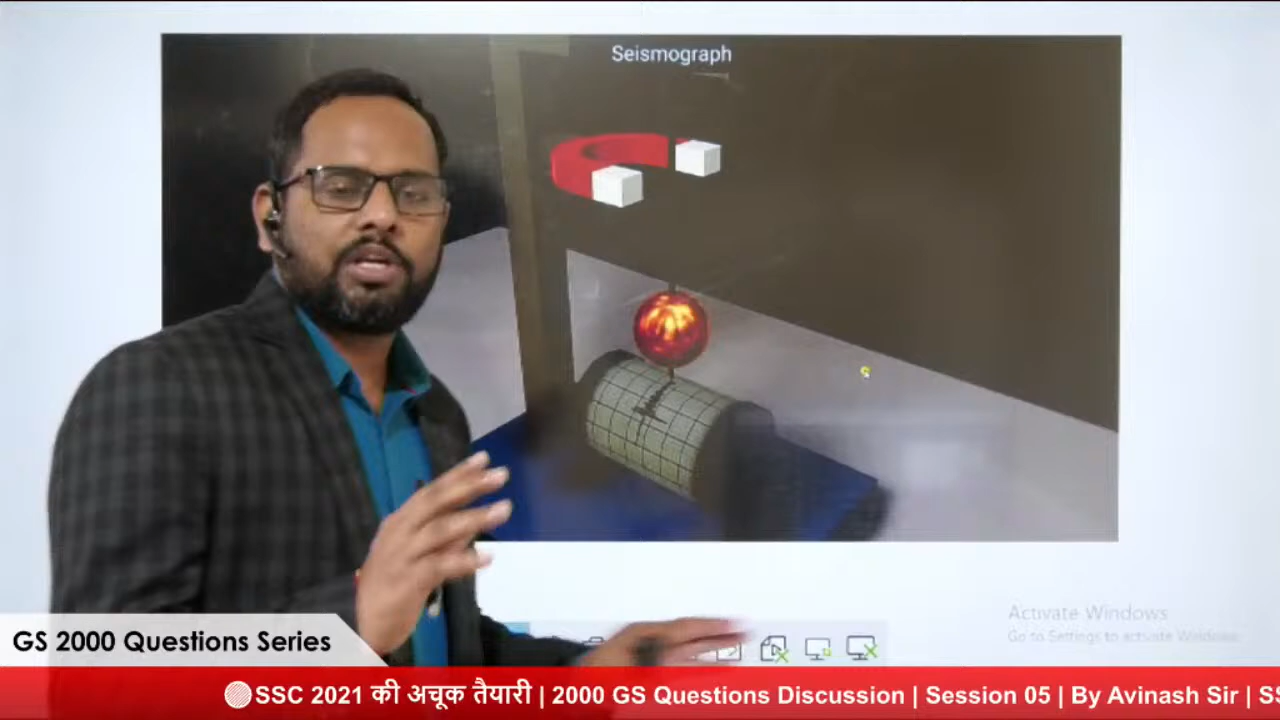 Seismograph
Activate Windows
Go to Settings to activate Windows.
GS 2000 Questions Series
SSC 2021 की अचूक तैयारी | 2000 GS Questions Discussion | Session 05 | By Avinash Sir | SS